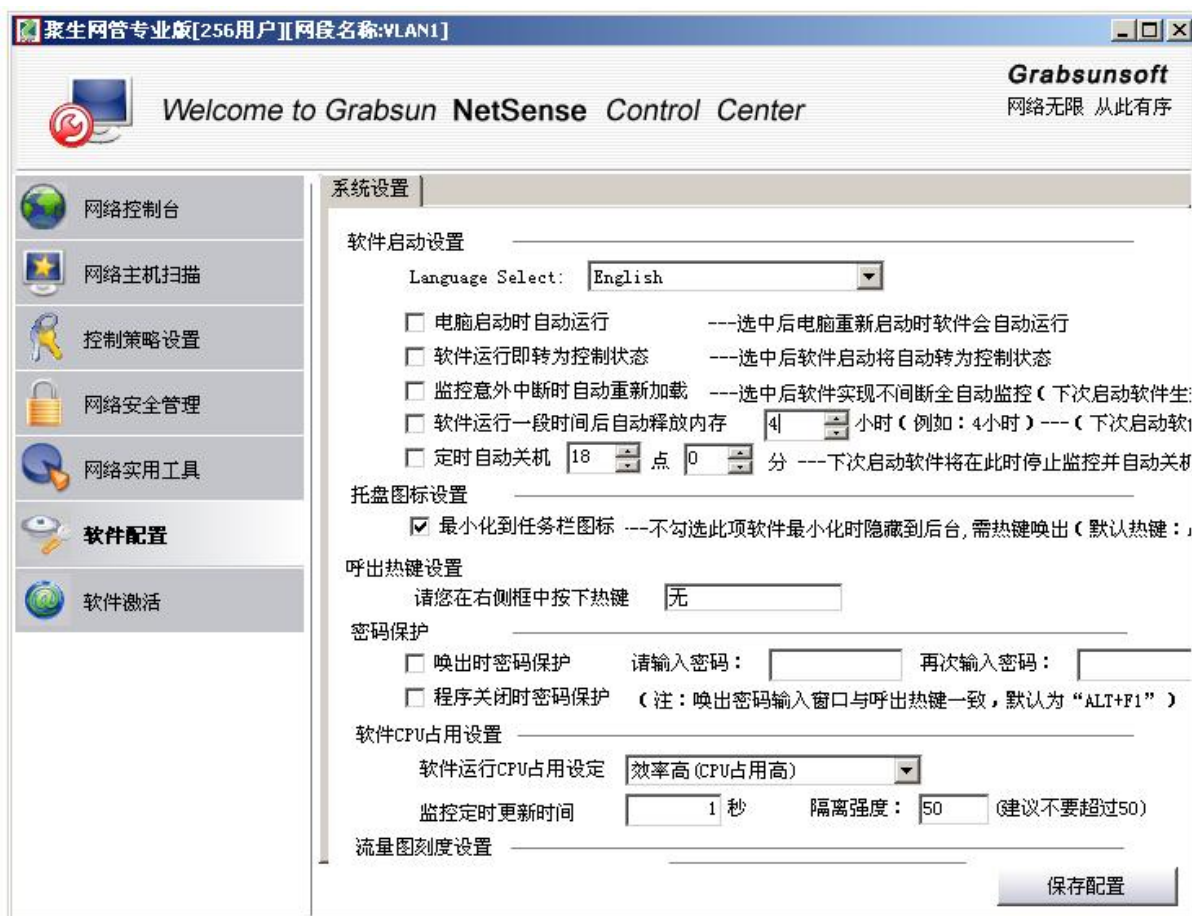 聚生网管专业版[256用户][网段名称:VLAN1]
Grabsunsoft
Welcome to Grabsun NetSense Control Center
网络无限 从此有序
网络控制台
网络主机扫描
控制策略设置
网络安全管理
网络实用工具
软件配置
软件激活
系统设置
软件启动设置
Language Select: English
电脑启动时自动运行 ---选中后电脑重新启动时软件会自动运行
软件运行即转为控制状态 ---选中后软件启动将自动转为控制状态
监控意外中断时自动重新加载 ---选中后软件实现不间断全自动监控(下次启动软件生
软件运行一段时间后自动释放内存 4 小时(例如:4小时)---(下次启动软
定时自动关机 18 点 0 分 ---下次启动软件将在此时停止监控并自动关机
托盘图标设置
最小化到任务栏图标 ---不勾选此项软件最小化时隐藏到后台,需热键唤出(默认热键:
呼出热键设置
请您在右侧框中按下热键 无
密码保护
唤出时密码保护 请输入密码: 再次输入密码:
程序关闭时密码保护 (注:唤出密码输入窗口与呼出热键一致,默认为“ALT+F1”)
软件CPU占用设置
软件运行CPU占用设定 效率高(CPU占用高)
监控定时更新时间 1 秒 隔离强度: 50 (建议不要超过50)
流量图刻度设置
保存配置